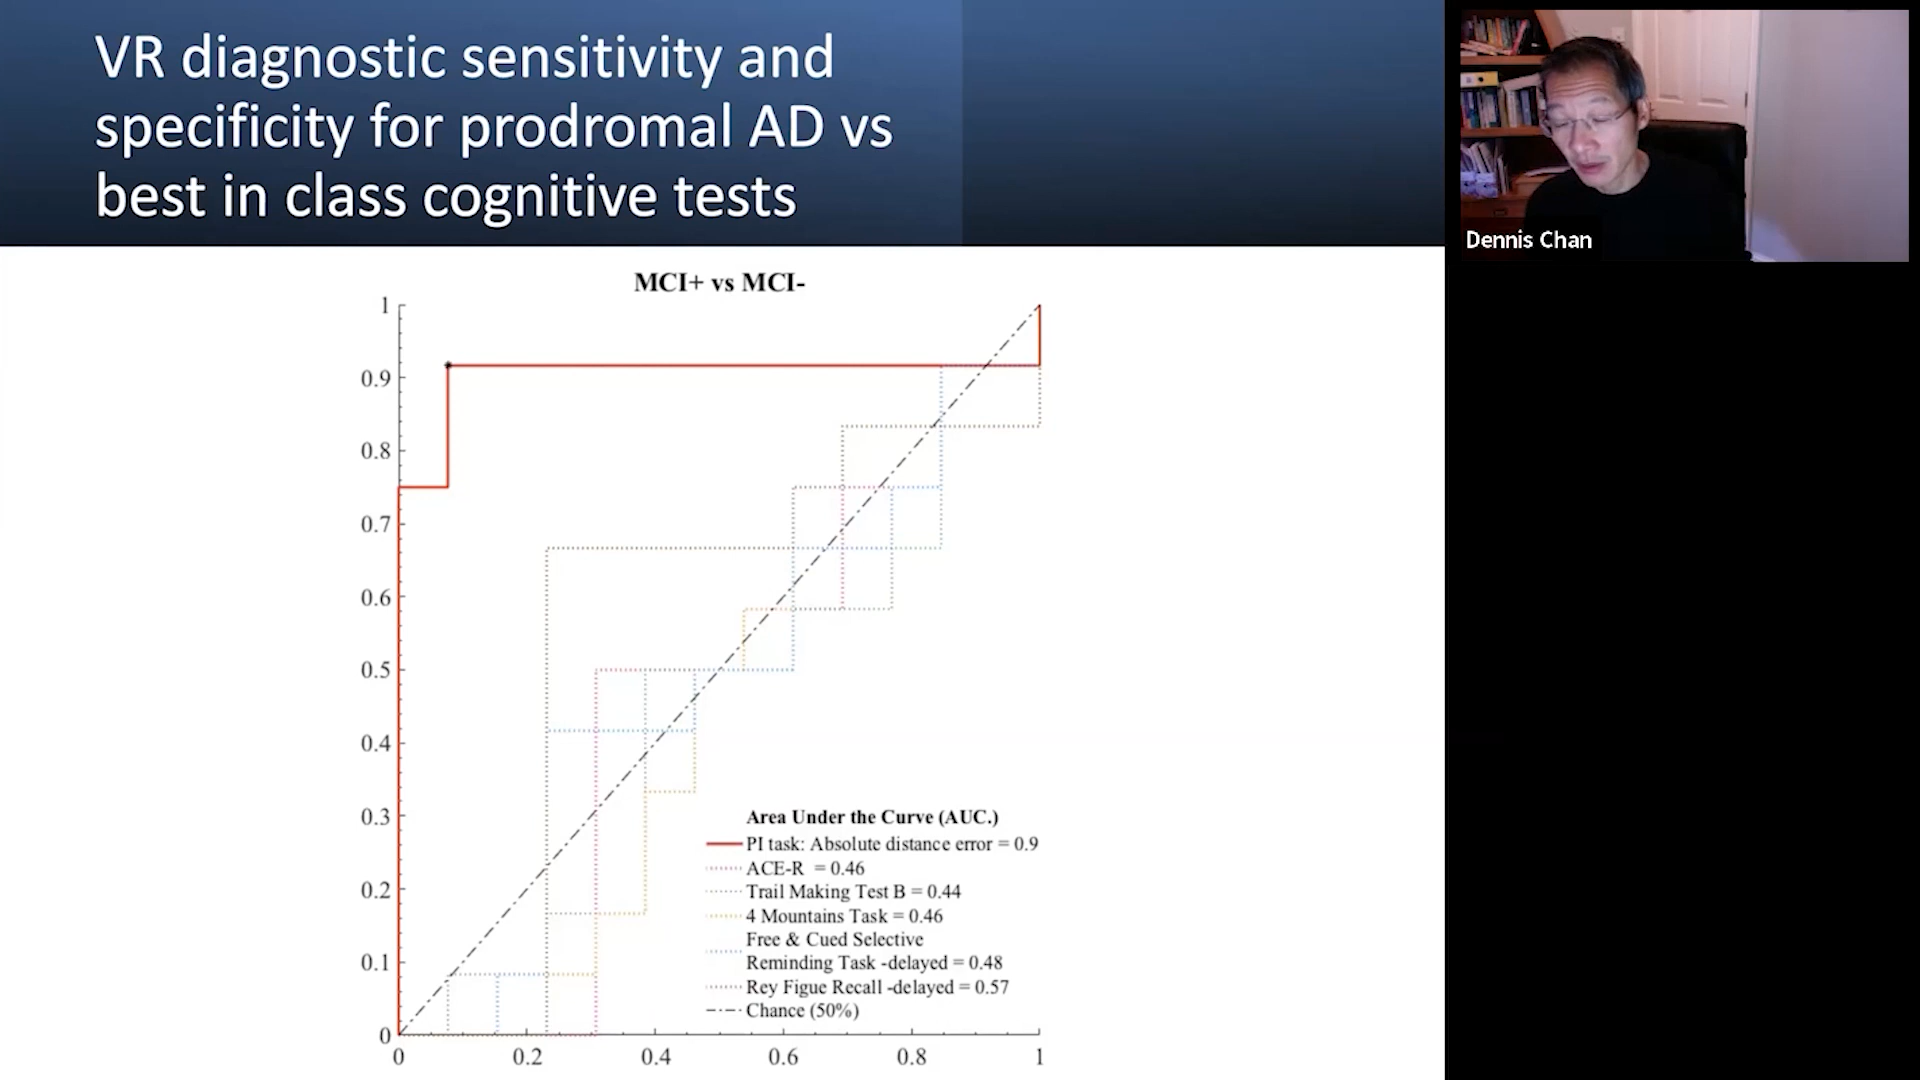 VR diagnostic sensitivity and
specificity for prodromal AD vs
best in class cognitive tests
Dennis Chan
MCI+ vs MCI-
1
0.9
0.8
0.7
0.6
0.5
0.4
0.3
0.2
0.1
0
Area Under the Curve (AUC.)
PI task: Absolute distance error = 0.9
ACE-R = 0.46
Trail Making Test B = 0.44
4 Mountains Task = 0.46
Free & Cued Selective
Reminding Task -delayed = 0.48
Rey Figue Recall -delayed = 0.57
Chance (50%)
0 0.2 0.4 0.6 0.8 1